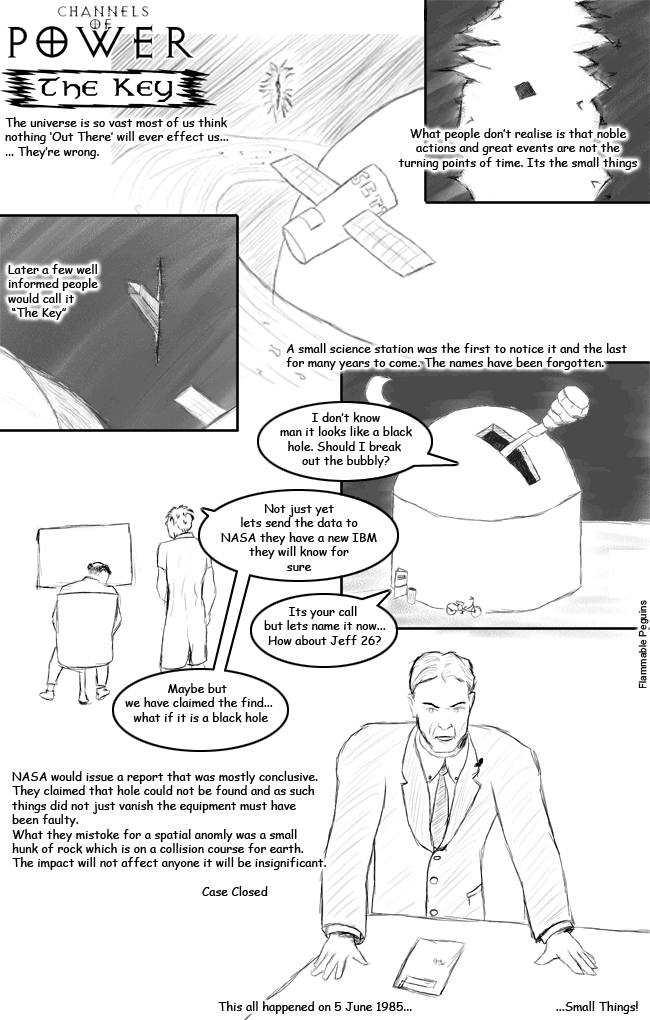 CHANNELS
OF
POWER
The Key
The universe is so vast most of us think
nothing 'Out There' will ever effect us...
... They're wrong.
SETI
What people don't realise is that noble
actions and great events are not the
turning points of time. Its the small things
Later a few well
informed people
would call it
"The Key"
A small science station was the first to notice it and the last
for many years to come. The names have been forgotten.
I don't know
man it looks like a black
hole. Should I break
out the bubbly?
Not just yet
lets send the data to
NASA they have a new IBM
they will know for
sure
Its your call
but lets name it now...
How about Jeff 26?
Maybe but
we have claimed the find...
what if it is a black hole
Flammable Peguins
NASA would issue a report that was mostly conclusive.
They claimed that hole could not be found and as such
things did not just vanish the equipment must have
been faulty.
What they mistoke for a spatial anomly was a small
hunk of rock which is on a collision course for earth.
The impact will not affect anyone it will be insignificant.
Case Closed
This all happened on 5 June 1985...
...Small Things!